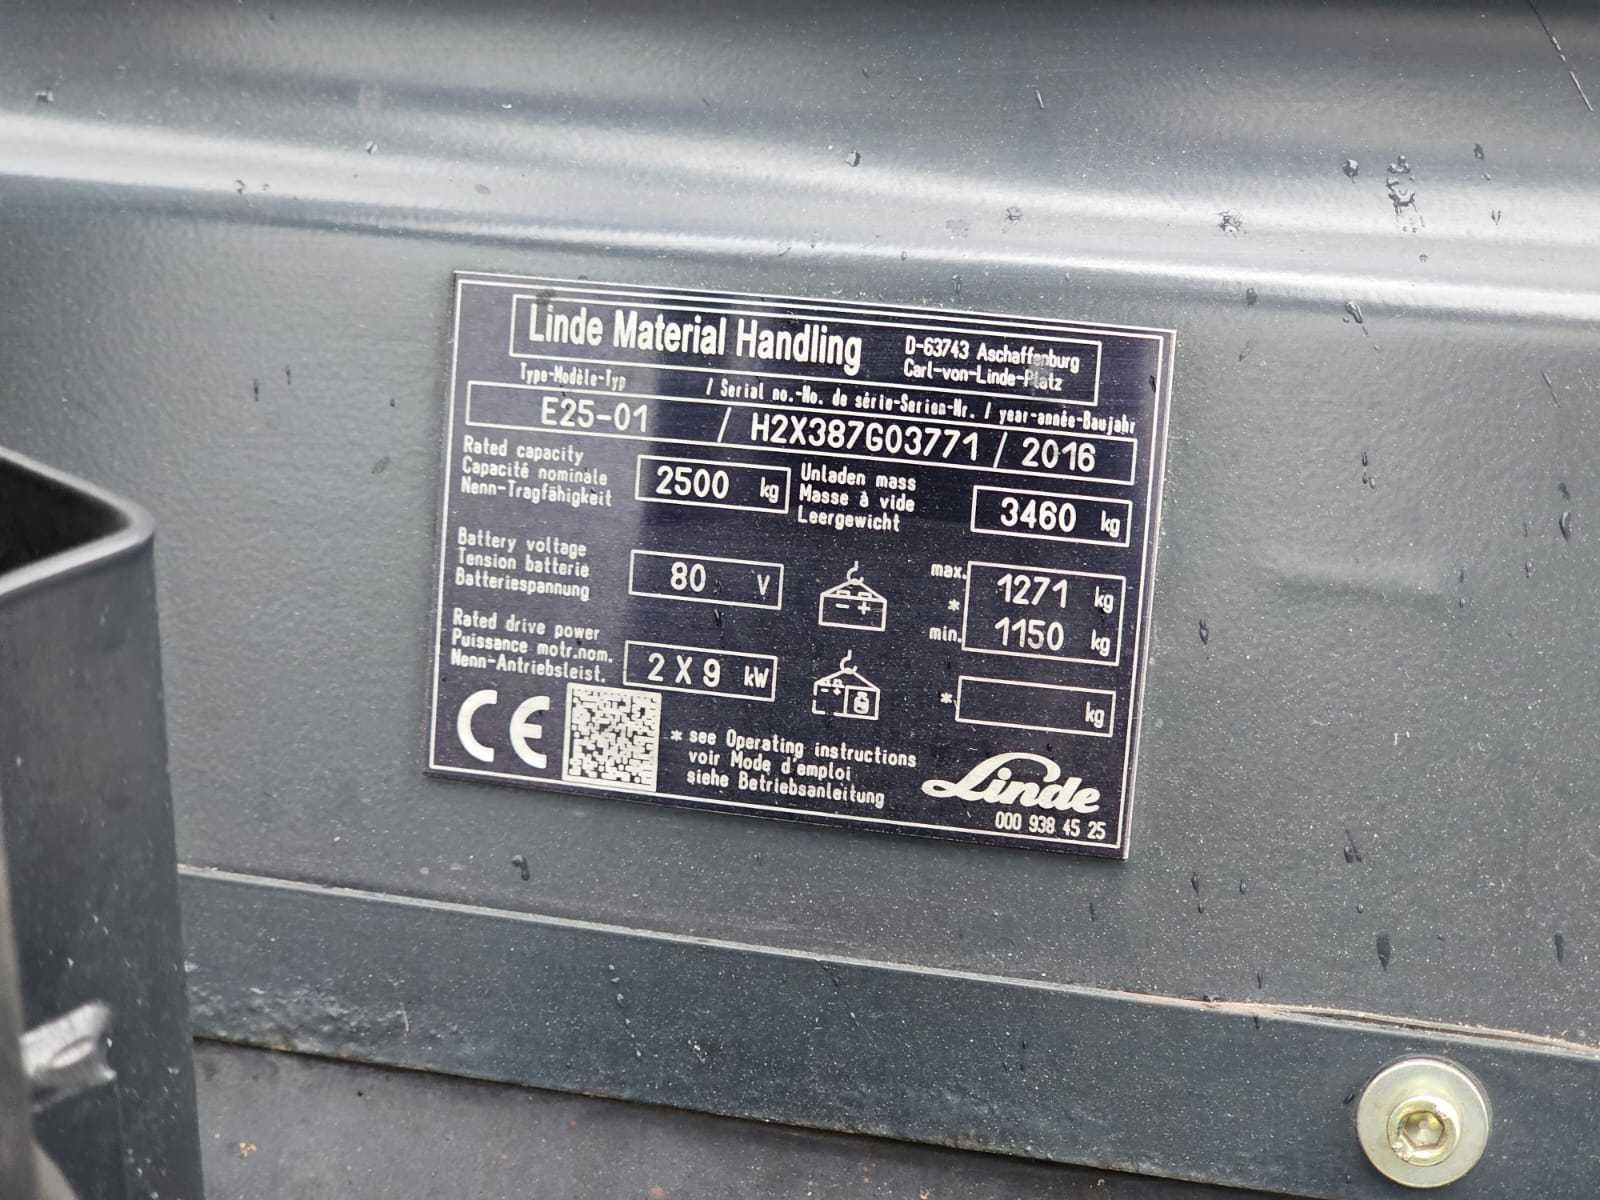 Linde Material Handling
D-63743 Aschaffenburg
Carl-von-Linde-Platz
Type-Modèle-Typ / Serial no.-No. de série-Serien-Nr. / year-année-Baujahr
E25-01 / H2X387G03771 / 2016
Rated capacity
Capacité nominale
Nenn-Tragfähigkeit
2500 kg
Unladen mass
Masse à vide
Leergewicht
3460 kg
Battery voltage
Tension batterie
Batteriespannung
80 V
- +
max. 1271 kg
*
min. 1150 kg
Rated drive power
Puissance motr.nom.
Nenn-Antriebsleist.
2 X 9 kW
- +
* kg
CE
* see Operating instructions
voir Mode d'emploi
siehe Betriebsanleitung
Linde
000 938 45 25